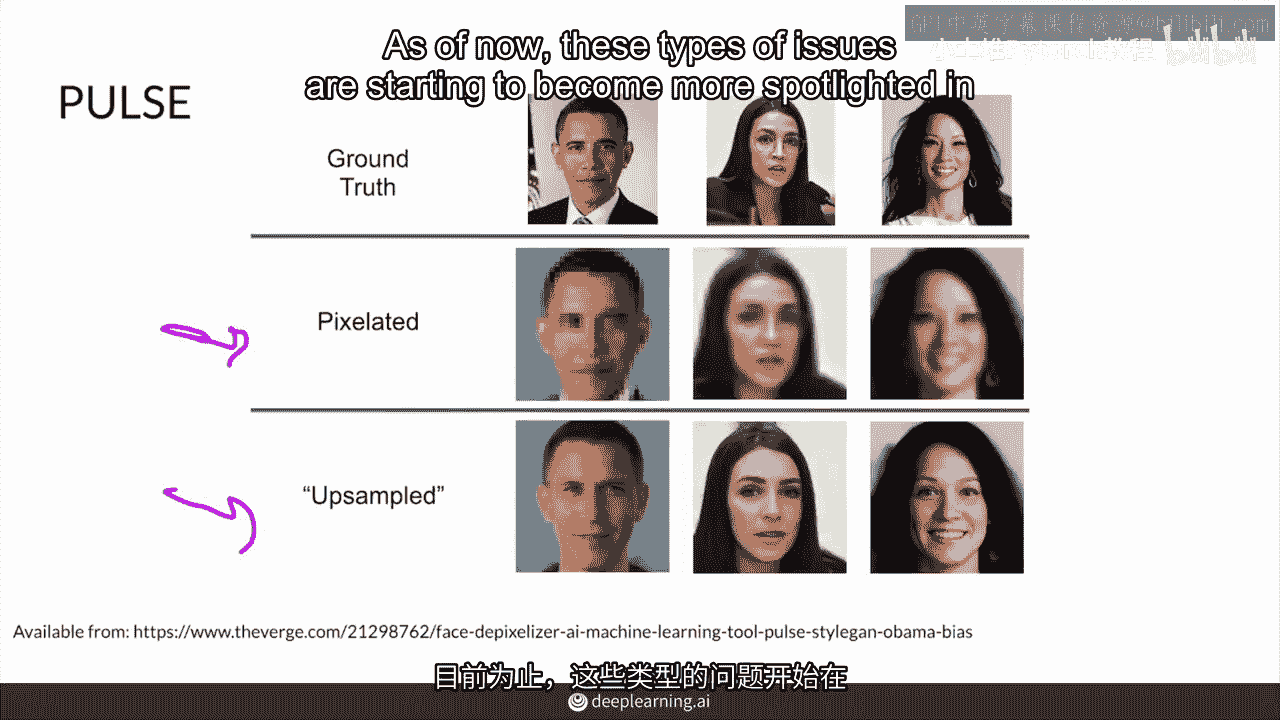 As of now, these types of issues
are starting to become more spotlighted in
PULSE
Ground
Truth
Pixelated
“Upsampled”
Available from: https://www.theverge.com/21298762/face-depixelizer-ai-machine-learning-tool-pulse-stylegan-obama-bias
目前为止，这些类型的问题开始在
deeplearning.ai
bilibili